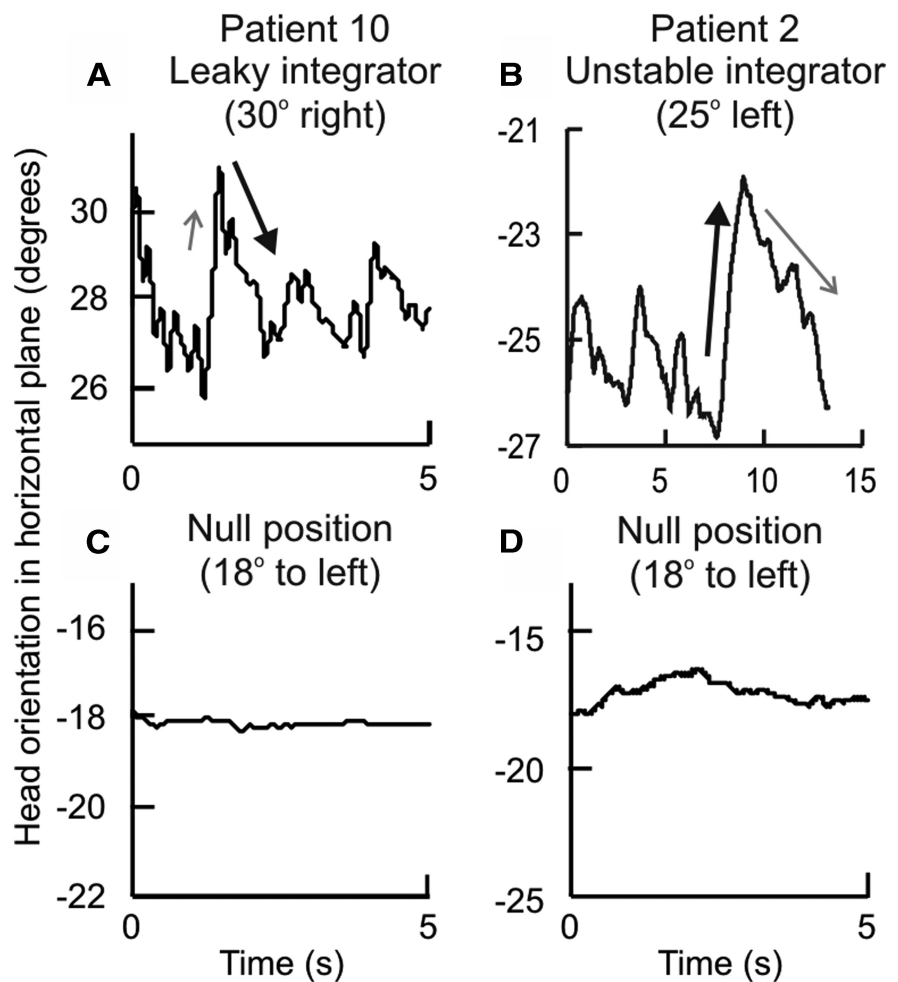 Patient 10
Leaky integrator
(30° right)
A
Patient 2
Unstable integrator
(25° left)
B
Head orientation in horizontal plane (degrees)
30
28
26
0
5
-21
-23
-25
-27
0
5
10
15
C
Null position
(18° to left)
-16
-18
-20
-22
0
5
Time (s)
D
Null position
(18° to left)
-15
-20
-25
0
5
Time (s)